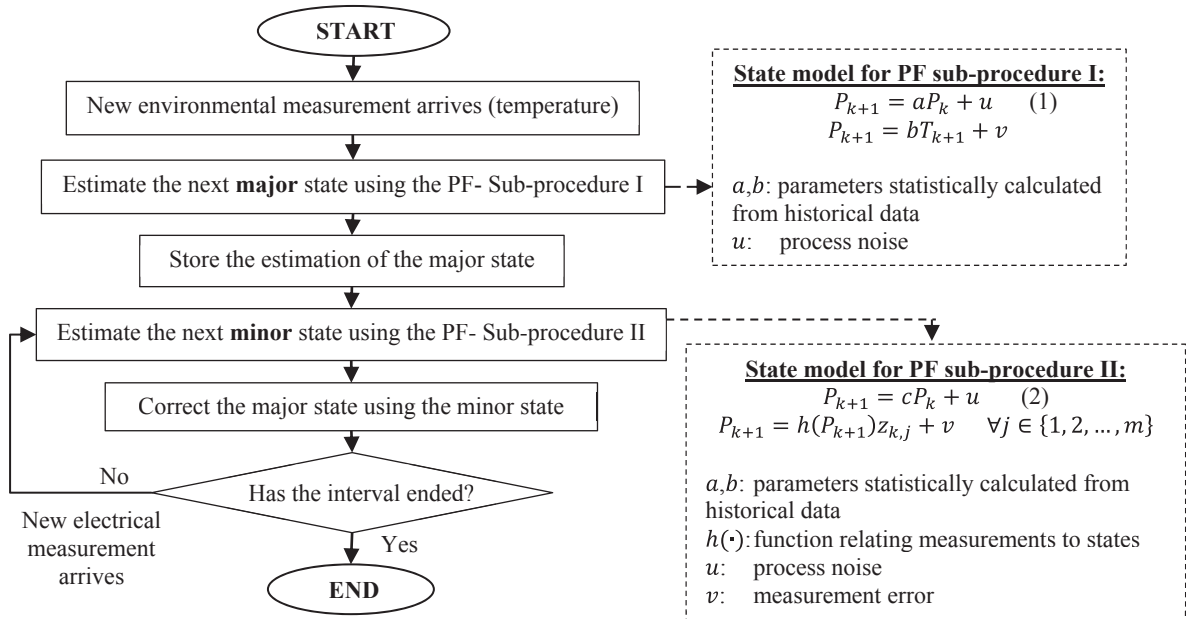 START
New environmental measurement arrives (temperature)
Estimate the next major state using the PF- Sub-procedure I
Store the estimation of the major state
Estimate the next minor state using the PF- Sub-procedure II
Correct the major state using the minor state
Has the interval ended?
No
New electrical
measurement
arrives
Yes
END
State model for PF sub-procedure I:
P_{k+1} = aP_k + u (1)
P_{k+1} = bT_{k+1} + v
a,b: parameters statistically calculated
from historical data
u: process noise
State model for PF sub-procedure II:
P_{k+1} = cP_k + u (2)
P_{k+1} = h(P_{k+1})z_{k,j} + v ∀j ∈ {1, 2, … , m}
a,b: parameters statistically calculated from
historical data
h(·): function relating measurements to states
u: process noise
v: measurement error